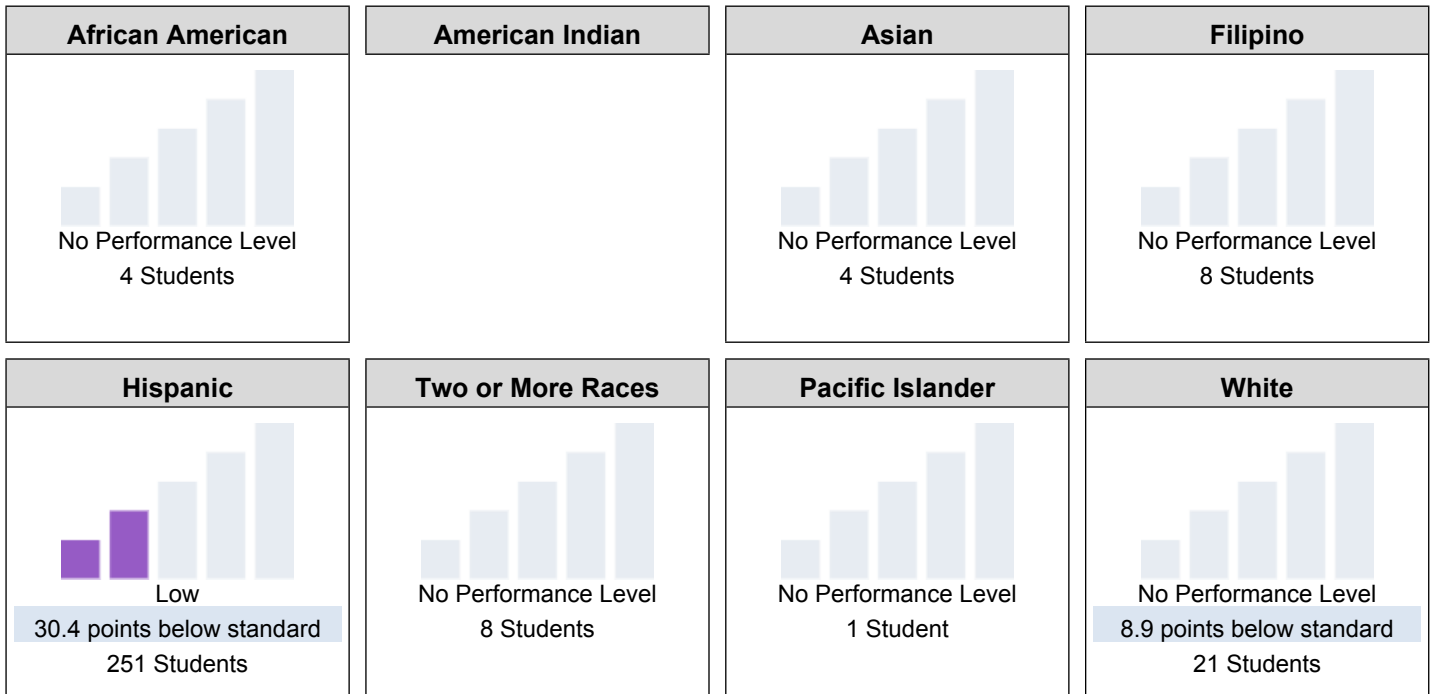 African American
No Performance Level
4 Students
American Indian
Asian
No Performance Level
4 Students
Filipino
No Performance Level
8 Students
Hispanic
Low
30.4 points below standard
251 Students
Two or More Races
No Performance Level
8 Students
Pacific Islander
No Performance Level
1 Student
White
No Performance Level
8.9 points below standard
21 Students